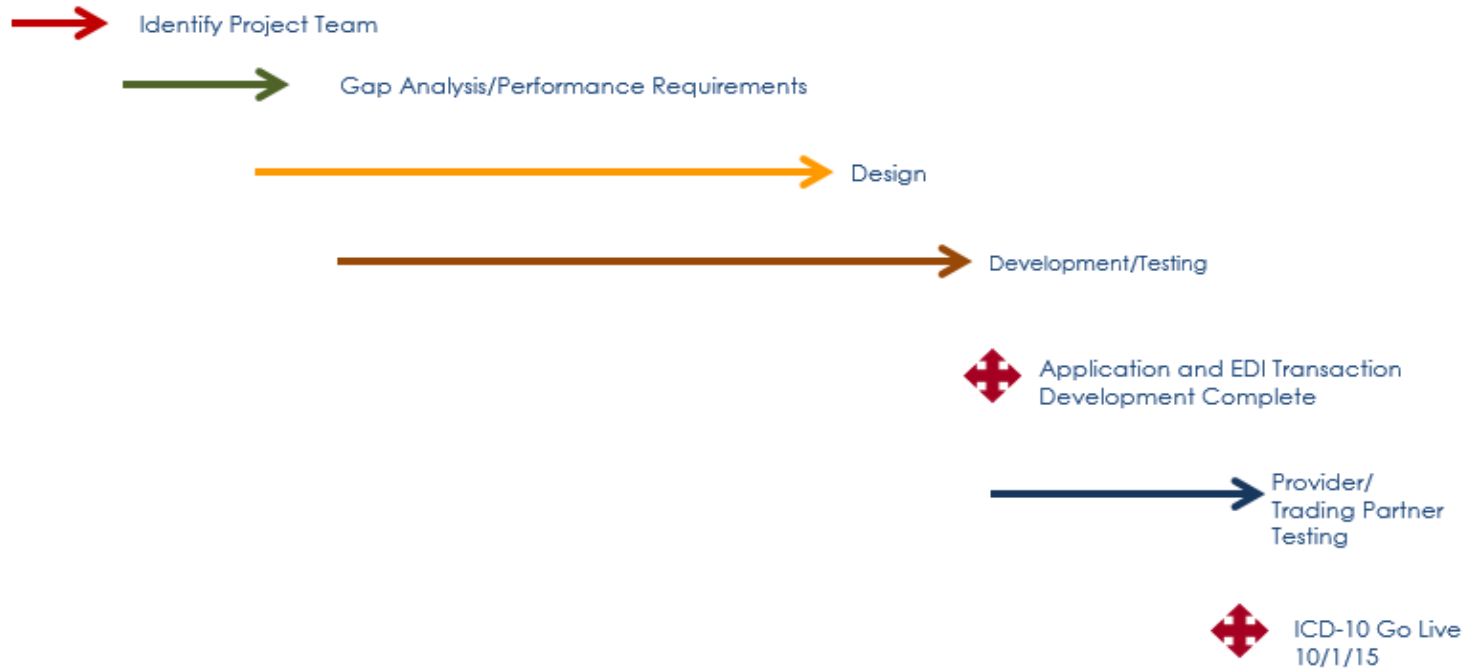 Identify Project Team
Gap Analysis/Performance Requirements
Design
Development/Testing
Application and EDI Transaction
Development Complete
Provider/
Trading Partner
Testing
ICD-10 Go Live
10/1/15